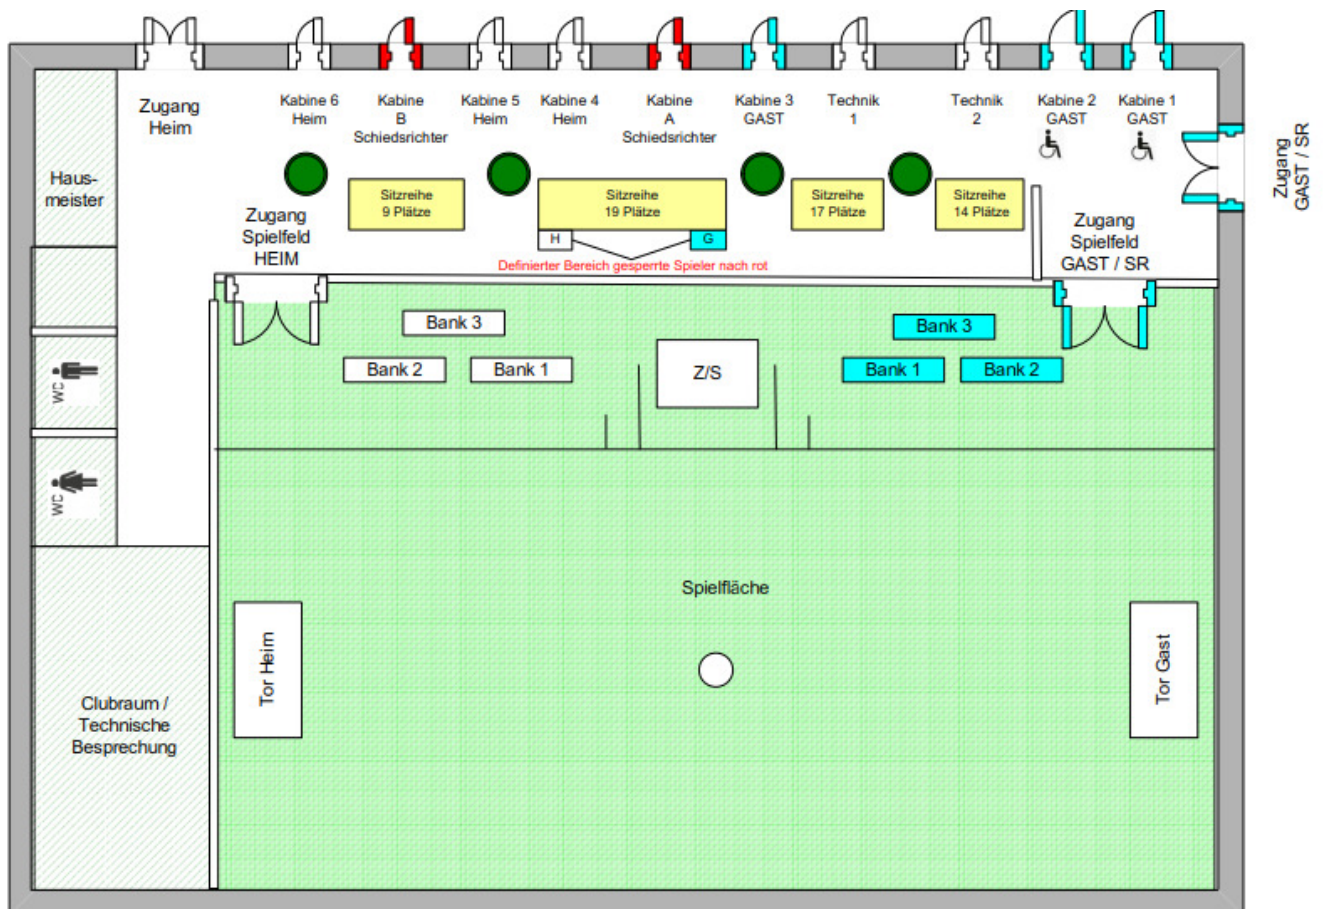 Zugang
Heim
Kabine 6
Heim
Kabine
B
Schiedsrichter
Kabine 5
Heim
Kabine 4
Heim
Kabine
A
Schiedsrichter
Kabine 3
GAST
Technik
1
Technik
2
Kabine 2
GAST
Kabine 1
GAST
Zugang
GAST / SR
Haus-
meister
Sitzreihe
9 Plätze
Sitzreihe
19 Plätze
Sitzreihe
17 Plätze
Sitzreihe
14 Plätze
Zugang
Spielfeld
HEIM
H
G
Definierter Bereich gesperrte Spieler nach rot
Zugang
Spielfeld
GAST / SR
Bank 3
Bank 2
Bank 1
Z/S
Bank 3
Bank 1
Bank 2
WC
WC
Spielfläche
Tor Heim
Tor Gast
Clubraum /
Technische
Besprechung